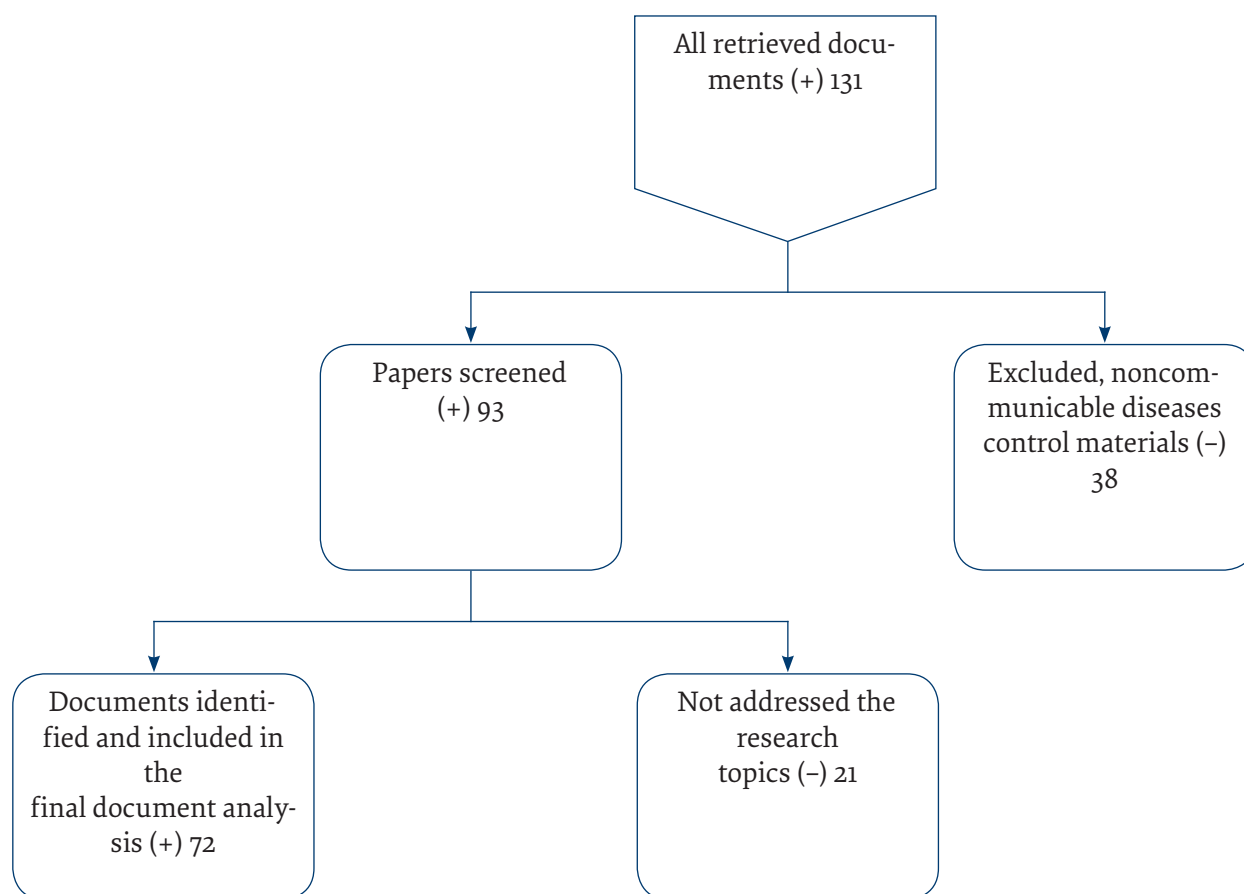 All retrieved docu-
ments (+) 131
Papers screened
(+) 93
Excluded, noncom-
municable diseases
control materials (–)
38
Documents identi-
fied and included in
the
final document analy-
sis (+) 72
Not addressed the
research
topics (–) 21